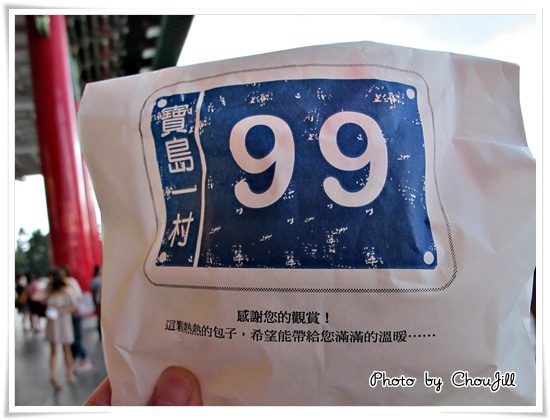 寶島一村
99
感謝您的觀賞！
這顆熱熱的包子，希望能帶給您滿滿的溫暖⋯⋯
Photo by ChouJill